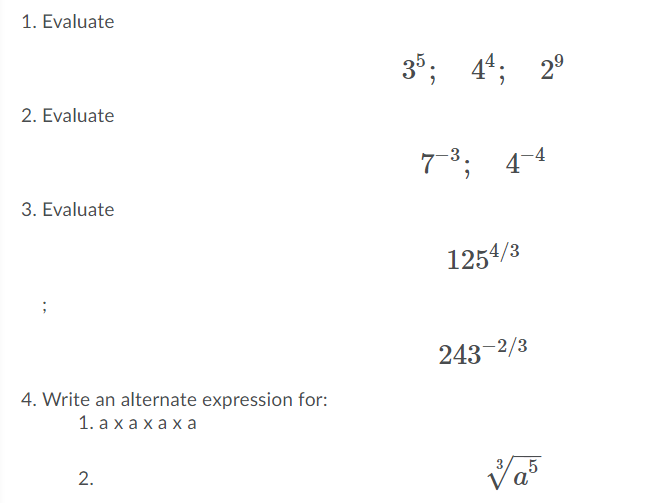 1. Evaluate
3⁵; 4⁴; 2⁹
2. Evaluate
7⁻³; 4⁻⁴
3. Evaluate
125^{4/3}
;
243^{-2/3}
4. Write an alternate expression for:
1. a x a x a x a
2. ∛a⁵